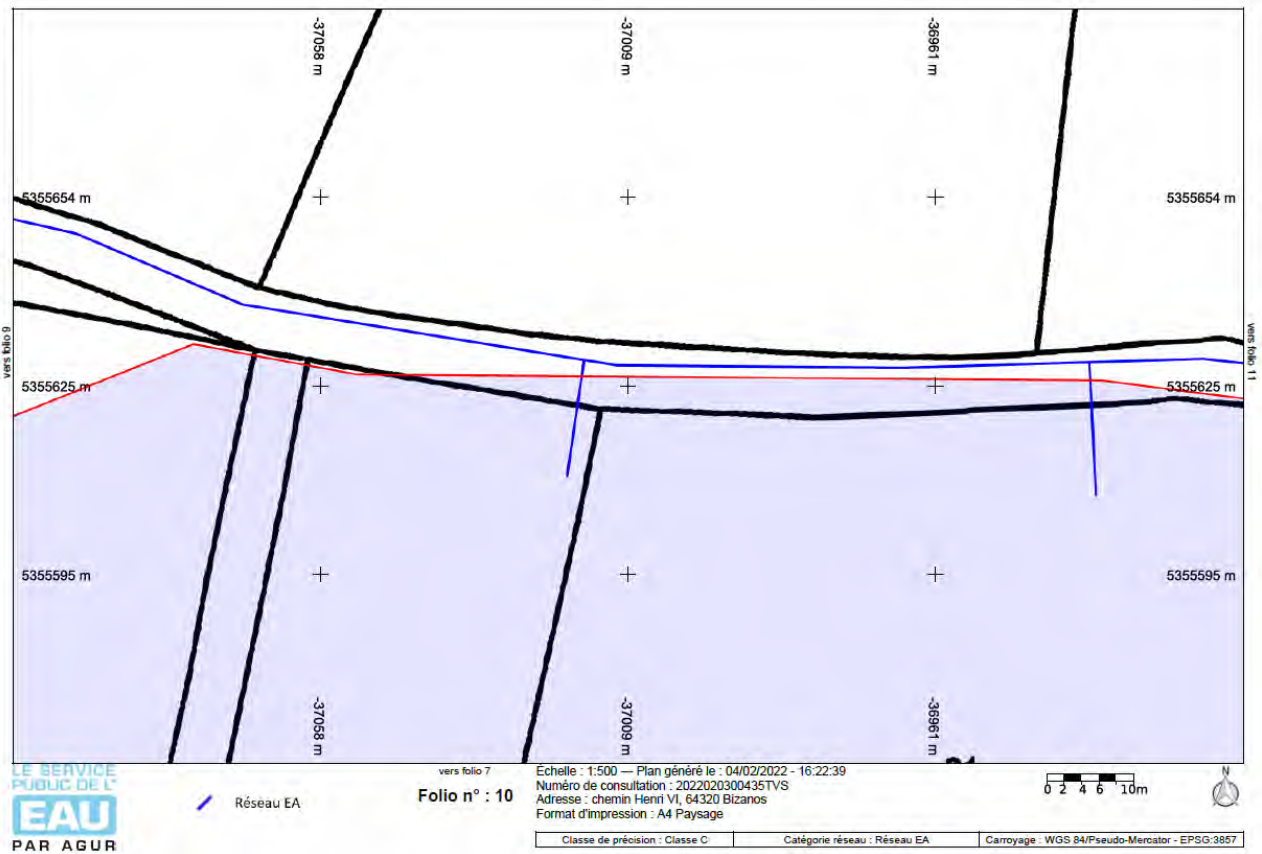 -37058 m
-37009 m
-36961 m
5355654 m
5355654 m
vers folio 9
vers folio 11
5355625 m
5355625 m
5355595 m
5355595 m
-37058 m
-37009 m
-36961 m
LE SERVICE
PUBLIC DE L'
EAU
PAR AGUR
Réseau EA
vers folio 7
Folio n° : 10
Echelle : 1:500 — Plan généré le : 04/02/2022 - 16:22:39
Numéro de consultation : 2022020300435TVS
Adresse : chemin Henri VI, 64320 Bizanos
Format d'impression : A4 Paysage
0 2 4 6 10m
N
Classe de précision : Classe C
Catégorie réseau : Réseau EA
Carroyage : WGS 84/Pseudo-Mercator - EPSG:3857